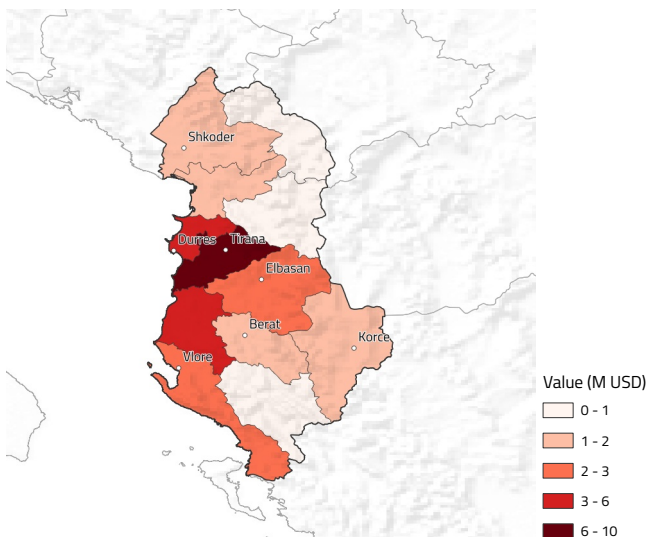 Shkoder
Durres
Tirana
Elbasan
Berat
Korce
Vlore
Value (M USD)
0 - 1
1 - 2
2 - 3
3 - 6
6 - 10